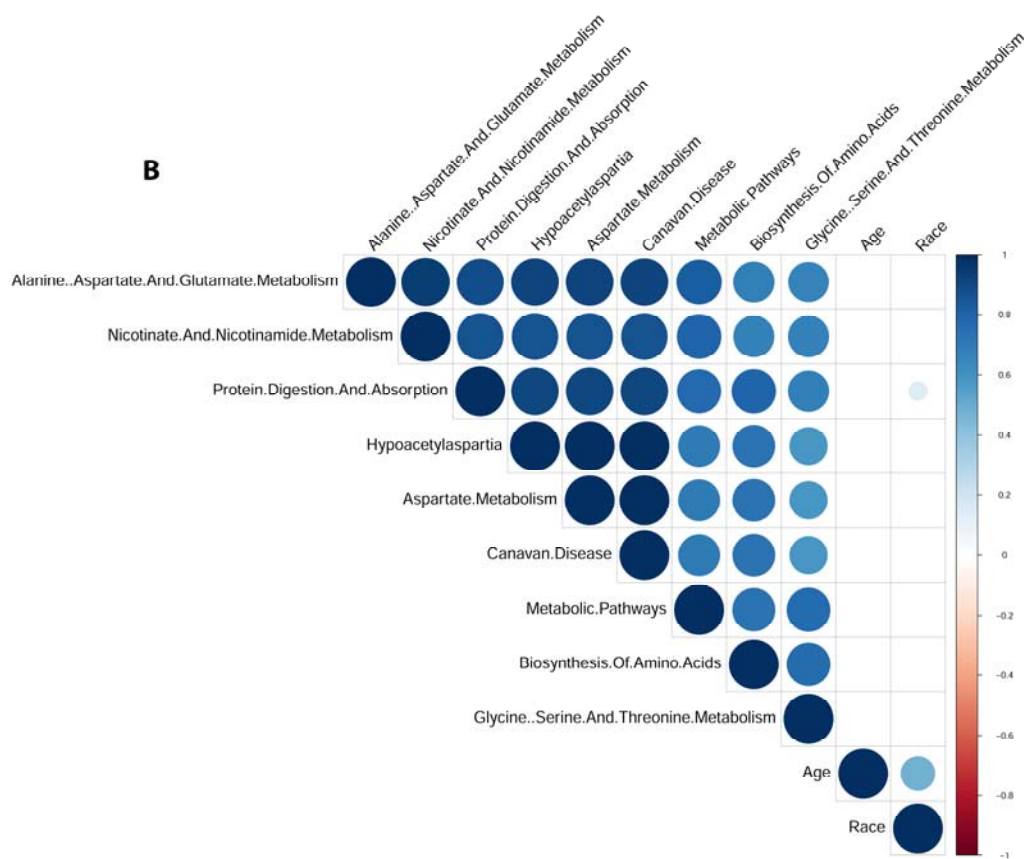 B
Alanine..Aspartate.And.Glutamate.Metabolism
Nicotinate.And.Nicotinamide.Metabolism
Protein.Digestion.And.Absorption
Hypoacetylaspartia
Aspartate.Metabolism
Canavan.Disease
Metabolic.Pathways
Biosynthesis.Of.Amino.Acids
Glycine..Serine.And.Threonine.Metabolism
Age
Race
Alanine..Aspartate.And.Glutamate.Metabolism
Nicotinate.And.Nicotinamide.Metabolism
Protein.Digestion.And.Absorption
Hypoacetylaspartia
Aspartate.Metabolism
Canavan.Disease
Metabolic.Pathways
Biosynthesis.Of.Amino.Acids
Glycine..Serine.And.Threonine.Metabolism
Age
Race
1
0.8
0.6
0.4
0.2
0
-0.2
-0.4
-0.6
-0.8
-1